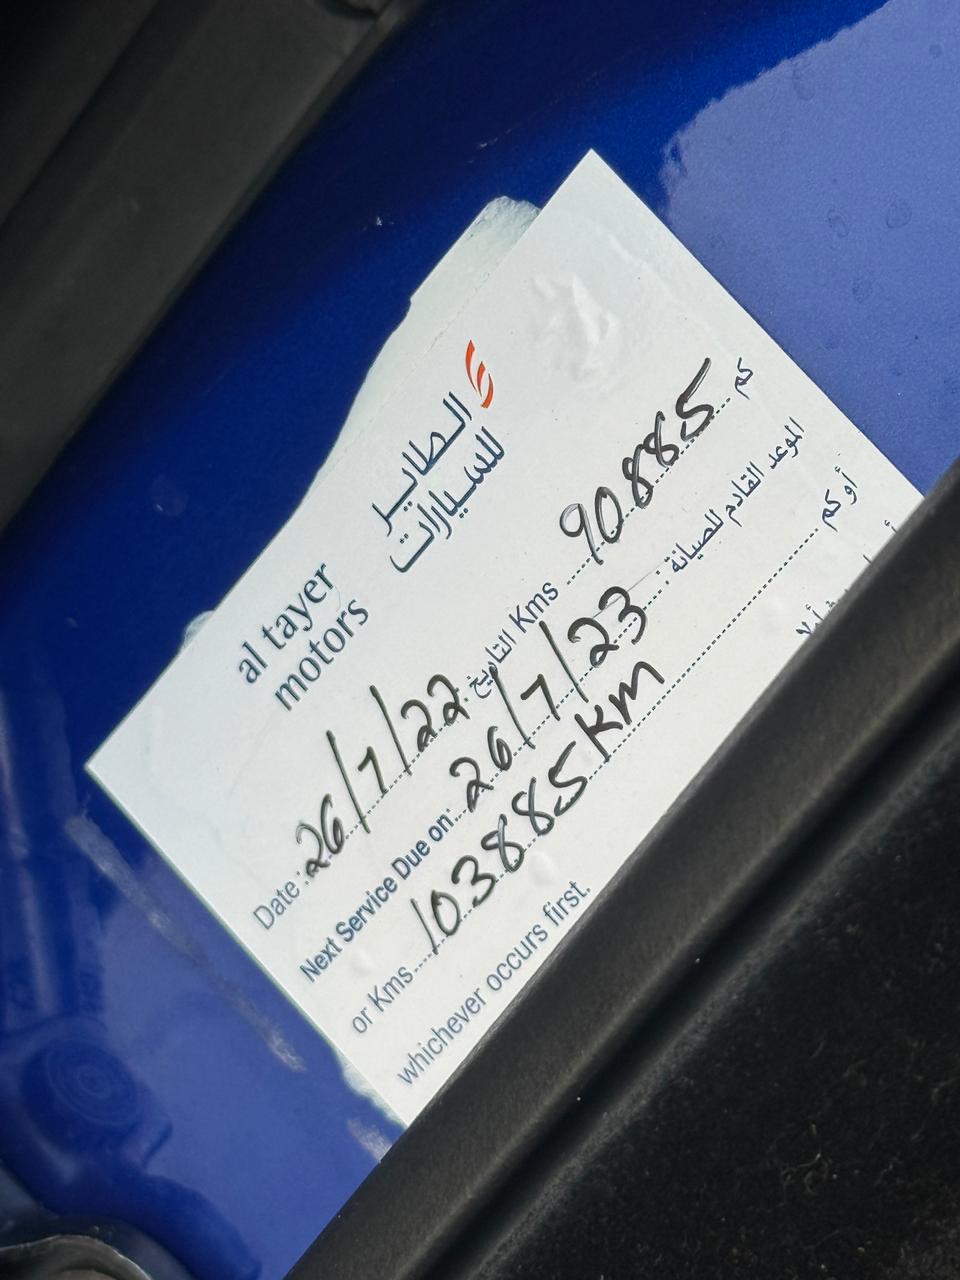 الطاير
للسيارات
al tayer
motors
Date: 26/7/22 التاريخ Kms 90885 كم
Next Service Due on: 26/7/23 الموعد القادم للصيانة:
or Kms 103885 km أو كم
whichever occurs first.